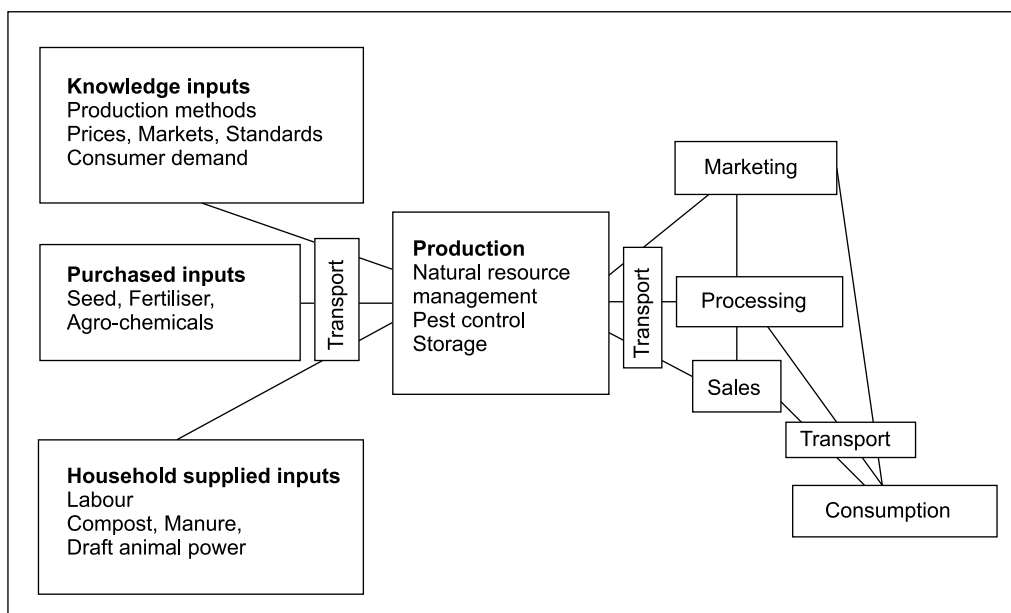 Knowledge inputs
Production methods
Prices, Markets, Standards
Consumer demand
Purchased inputs
Seed, Fertiliser,
Agro-chemicals
Household supplied inputs
Labour
Compost, Manure,
Draft animal power
Transport
Production
Natural resource
management
Pest control
Storage
Transport
Marketing
Processing
Sales
Transport
Consumption